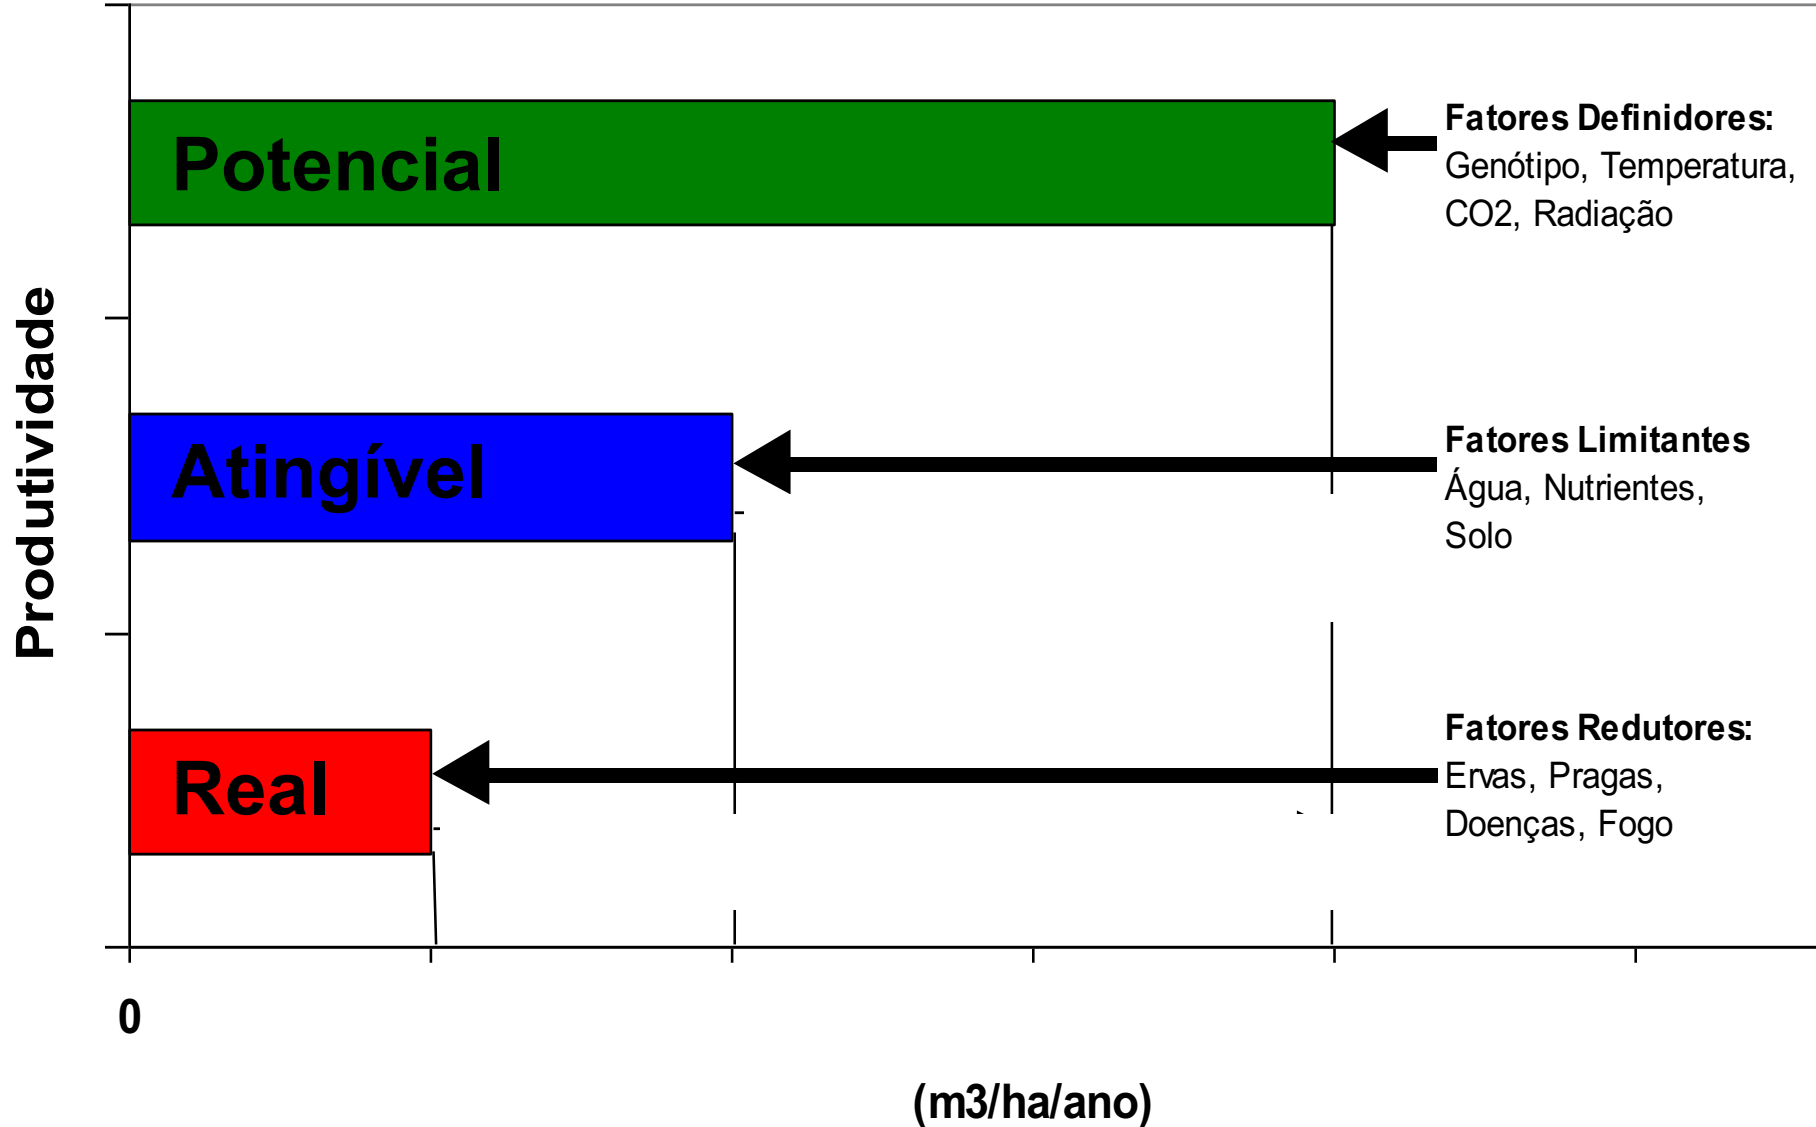 Produtividade
Potencial
Fatores Definidores:
Genótipo, Temperatura,
CO2, Radiação
Atingível
Fatores Limitantes
Água, Nutrientes,
Solo
Real
Fatores Redutores:
Ervas, Pragas,
Doenças, Fogo
0
(m3/ha/ano)